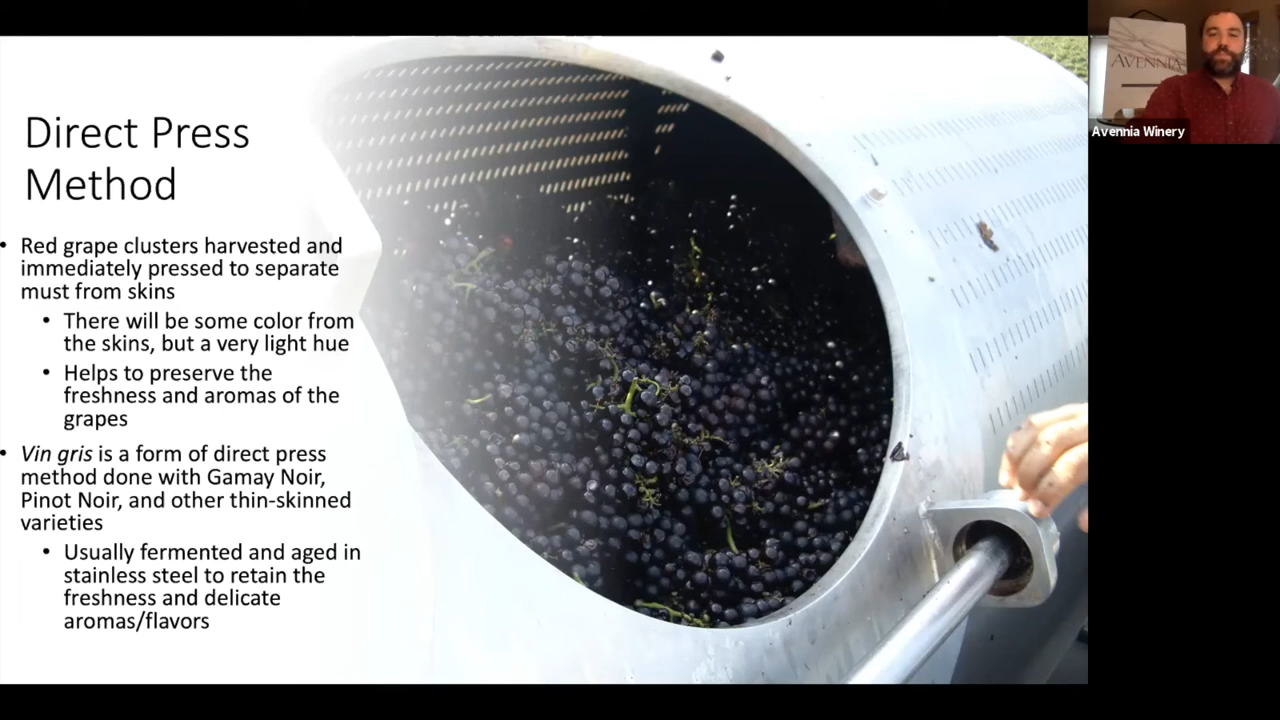 Direct Press
Method
• Red grape clusters harvested and
immediately pressed to separate
must from skins
• There will be some color from
the skins, but a very light hue
• Helps to preserve the
freshness and aromas of the
grapes
• Vin gris is a form of direct press
method done with Gamay Noir,
Pinot Noir, and other thin-skinned
varieties
• Usually fermented and aged in
stainless steel to retain the
freshness and delicate
aromas/flavors
AVENNIA
Avennia Winery